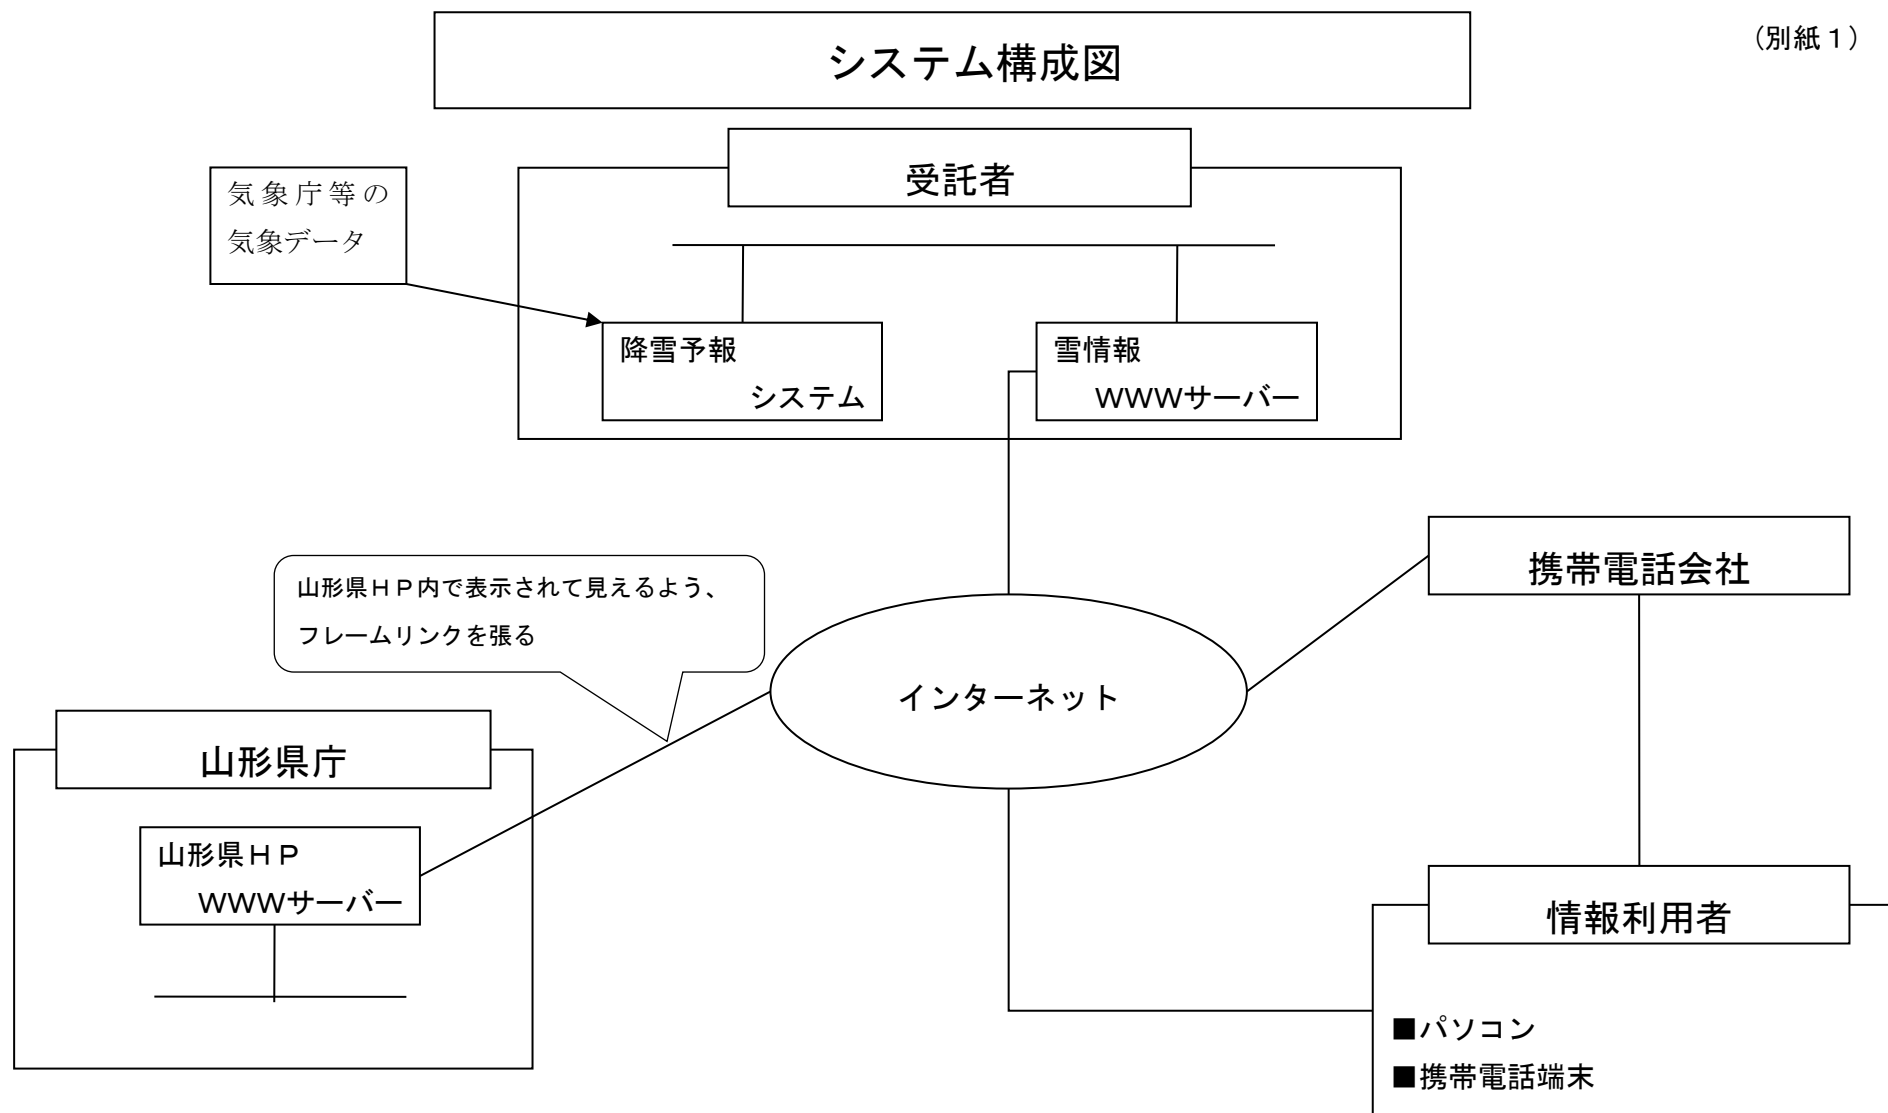 （別紙１）
システム構成図
受託者
気象庁等の
気象データ
降雪予報
システム
雪情報
ＷＷＷサーバー
携帯電話会社
山形県ＨＰ内で表示されて見えるよう、
フレームリンクを張る
インターネット
山形県庁
山形県ＨＰ
ＷＷＷサーバー
情報利用者
■パソコン
■携帯電話端末